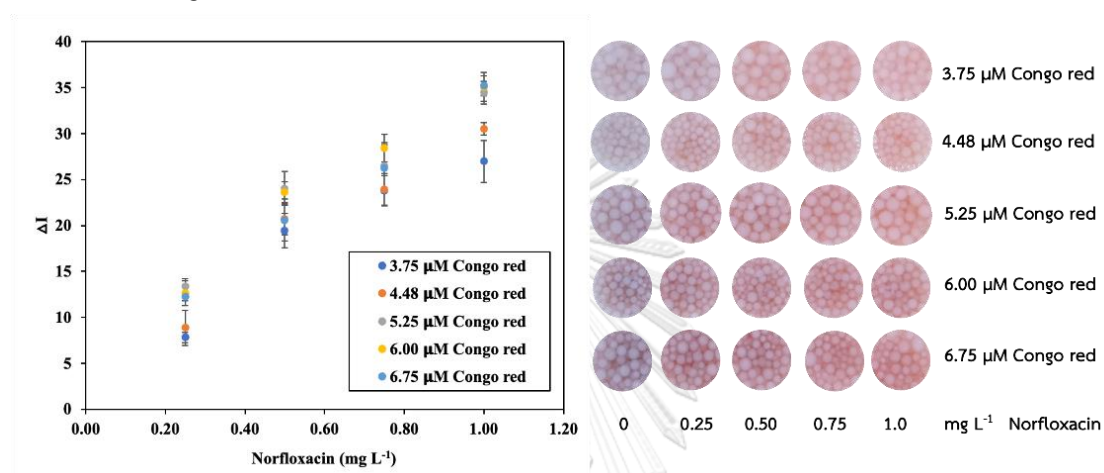 40
35
30
25
20
15
10
5
0
ΔI
0.00 0.20 0.40 0.60 0.80 1.00 1.20
Norfloxacin (mg L⁻¹)
3.75 μM Congo red
4.48 μM Congo red
5.25 μM Congo red
6.00 μM Congo red
6.75 μM Congo red
3.75 μM Congo red
4.48 μM Congo red
5.25 μM Congo red
6.00 μM Congo red
6.75 μM Congo red
0 0.25 0.50 0.75 1.0 mg L⁻¹ Norfloxacin